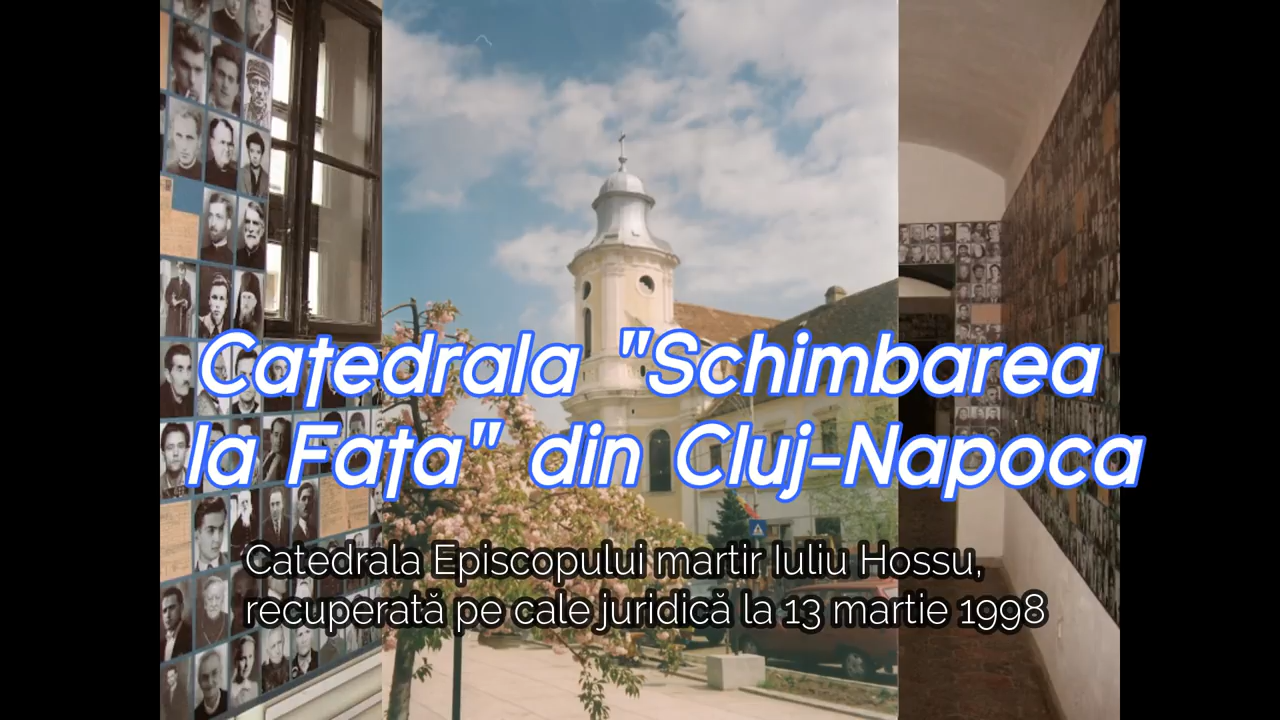 Cațedrala "Schimbarea
la Fața" din Cluj-Napoca
Catedrala Episcopului martir Iuliu Hossu,
recuperată pe cale juridică la 13 martie 1998